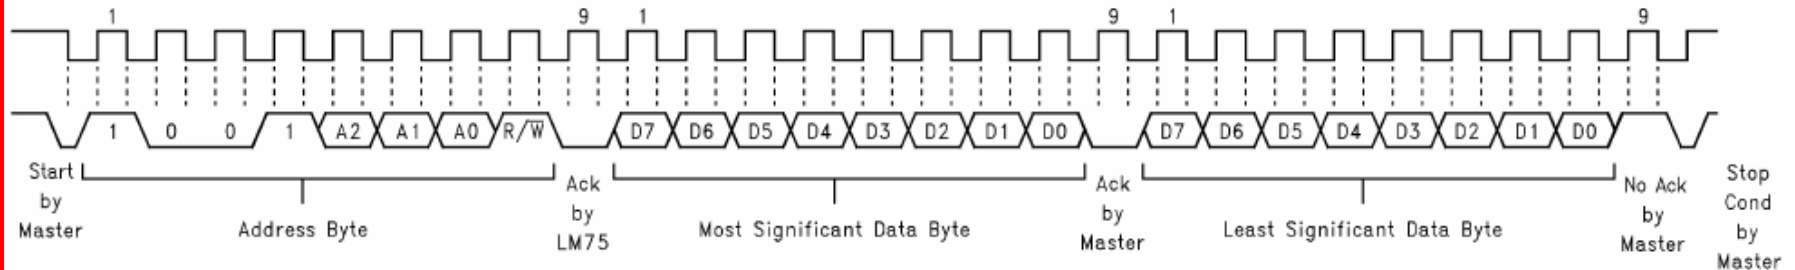 1 9 1 9 1 9
1 0 0 1 A2 A1 A0 R/W̅ D7 D6 D5 D4 D3 D2 D1 D0 D7 D6 D5 D4 D3 D2 D1 D0
Start
by
Master
Address Byte
Ack
by
LM75
Most Significant Data Byte
Ack
by
Master
Least Significant Data Byte
No Ack
by
Master
Stop
Cond
by
Master